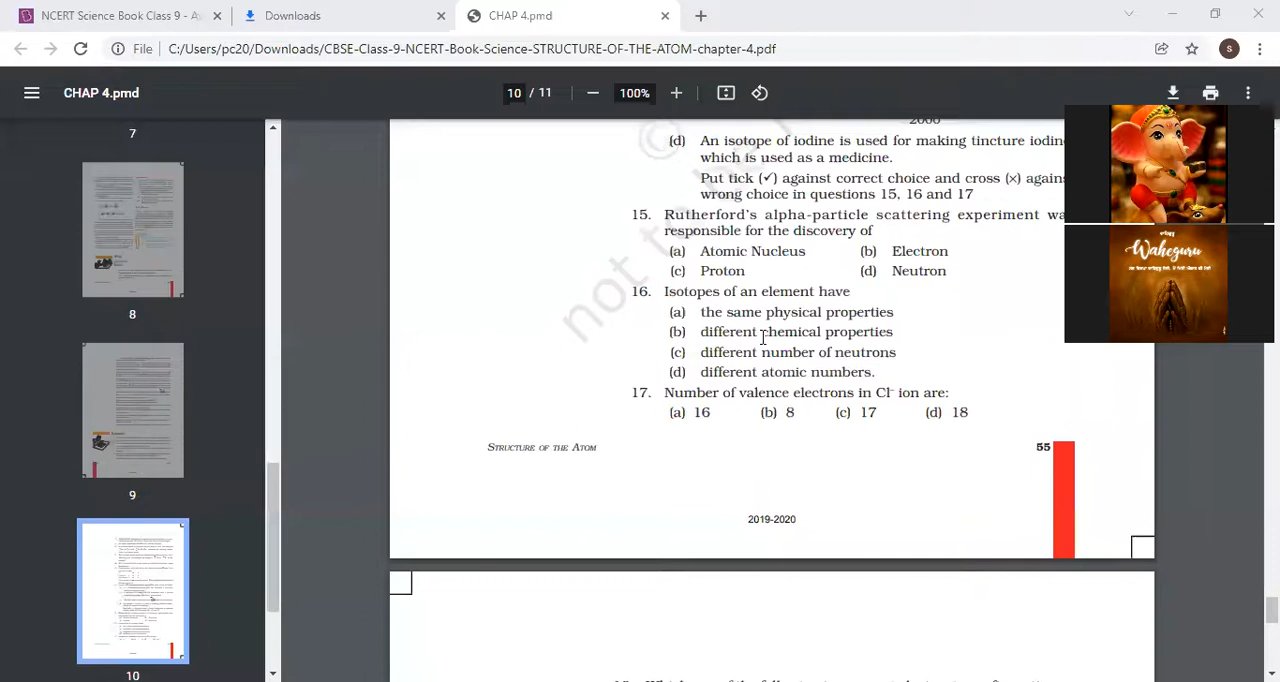 NCERT Science Book Class 9 - A
Downloads
CHAP 4.pmd
File
C:/Users/pc20/Downloads/CBSE-Class-9-NCERT-Book-Science-STRUCTURE-OF-THE-ATOM-chapter-4.pdf
S
CHAP 4.pmd
10 / 11
100%
7
8
9
10
2000
(d) An isotope of iodine is used for making tincture iodin
which is used as a medicine.
Put tick (✓) against correct choice and cross (×) again
wrong choice in questions 15, 16 and 17
15. Rutherford's alpha-particle scattering experiment wa
responsible for the discovery of
(a) Atomic Nucleus (b) Electron
(c) Proton (d) Neutron
16. Isotopes of an element have
(a) the same physical properties
(b) different chemical properties
(c) different number of neutrons
(d) different atomic numbers.
17. Number of valence electrons in Cl⁻ ion are:
(a) 16 (b) 8 (c) 17 (d) 18
STRUCTURE OF THE ATOM
55
2019-2020
©
not t
Waheguru